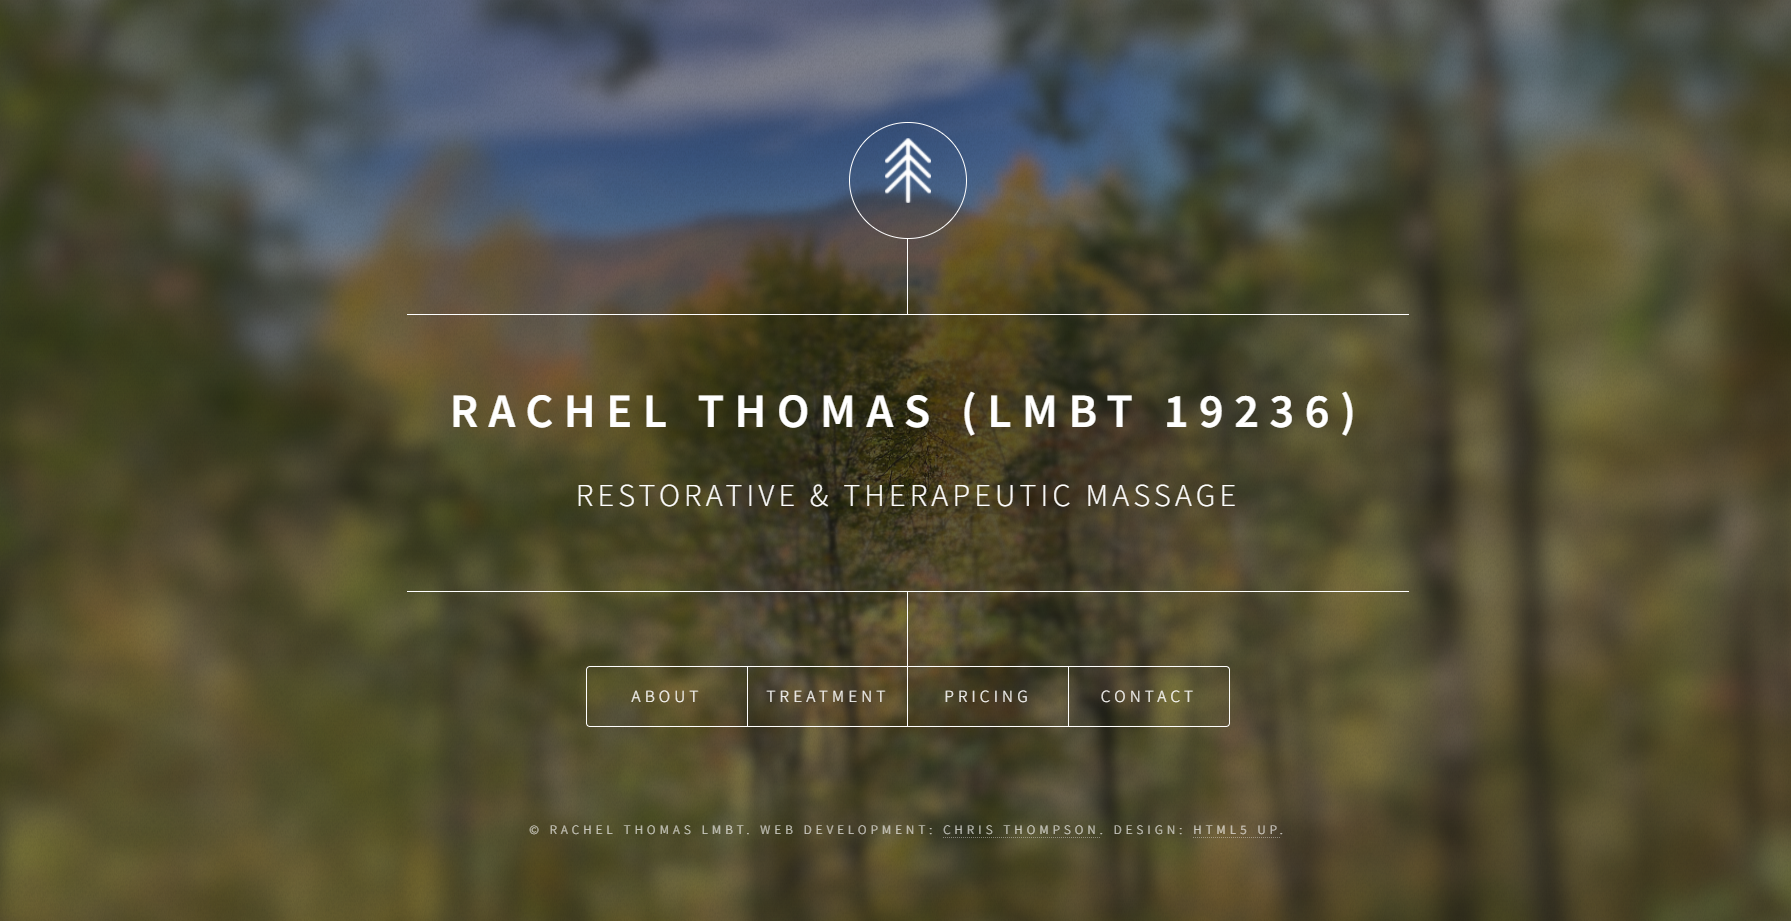 RACHEL THOMAS (LMBT 19236)
RESTORATIVE & THERAPEUTIC MASSAGE
ABOUT TREATMENT PRICING CONTACT
© RACHEL THOMAS LMBT. WEB DEVELOPMENT: CHRIS THOMPSON. DESIGN: HTML5 UP.